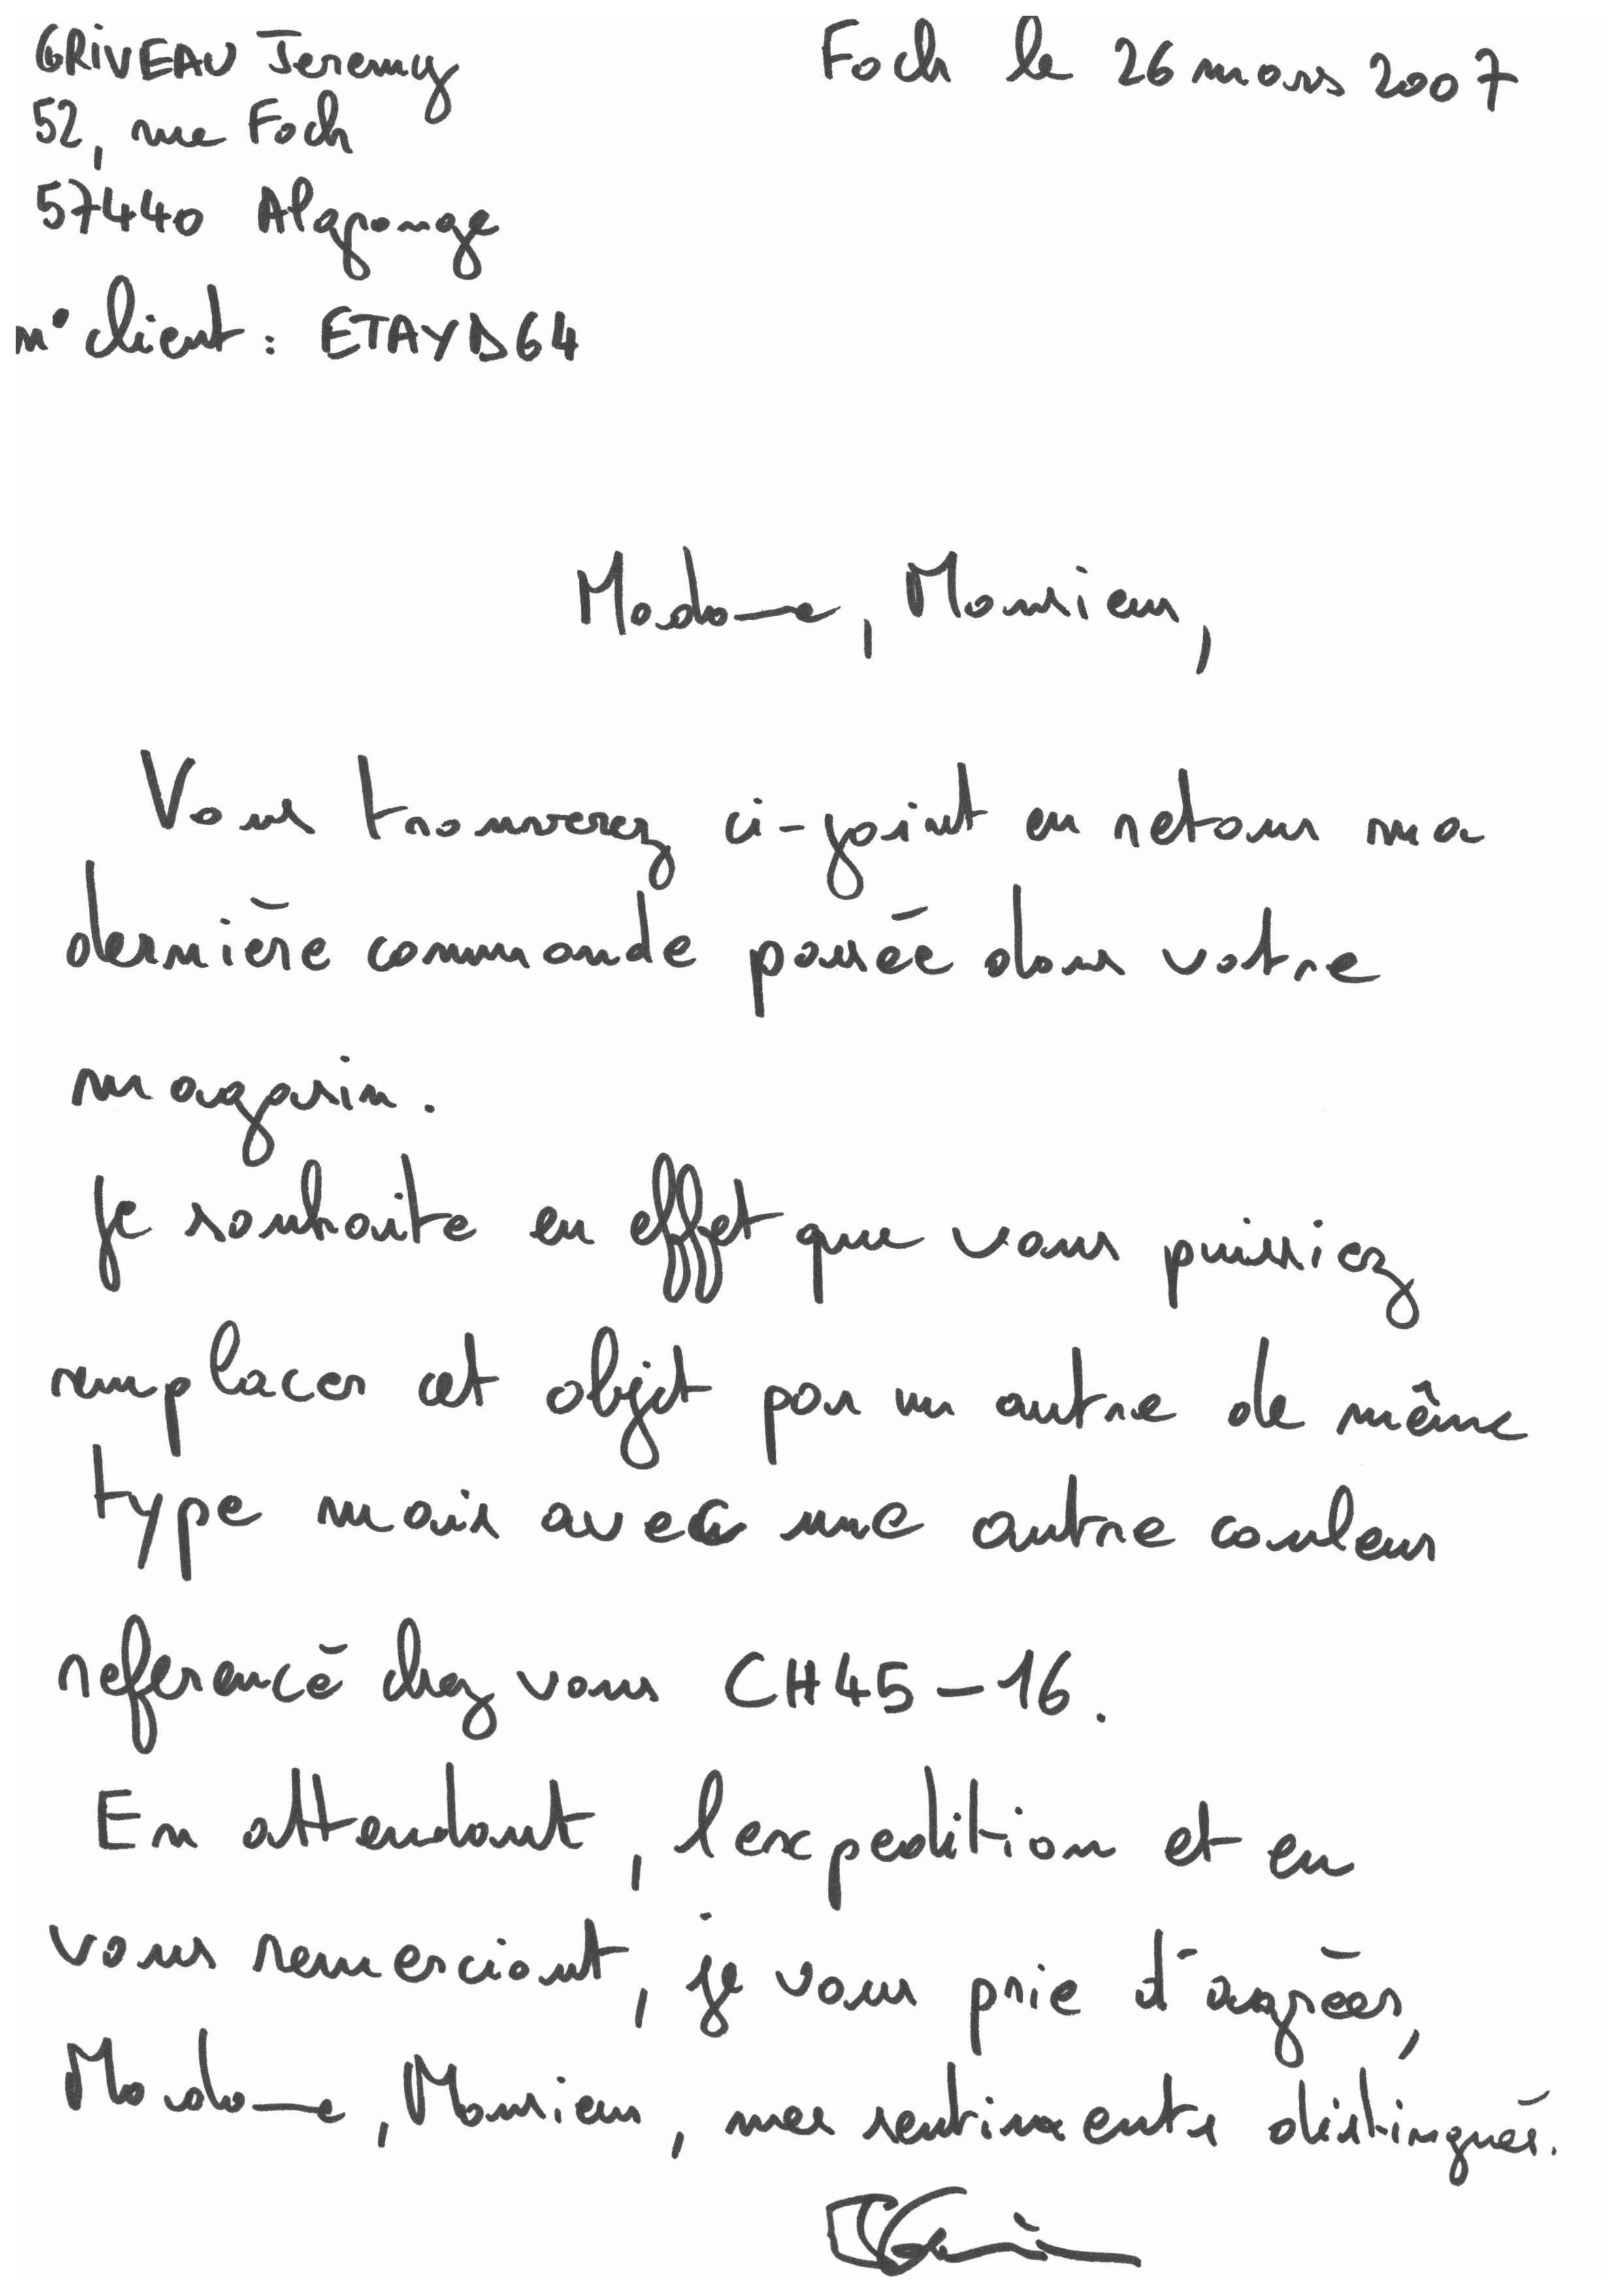 GRIVEAU Jeremy
Foch le 26 mars 2007
52, rue Foch
57440 Algrange
n° client : ETAYD64
Madame, Monsieur,
Vous trouverez ci-joint en retour ma
dernière commande passée dans votre
magasin.
Je souhaite en effet que vous puissiez
remplacer cet objet par un autre de même
type mais avec une autre couleur
referencé chez vous CH45-16.
En attendant, l'expedition et en
vous remerciant, je vous prie d'agréer,
Madame, Monsieur, mes sentiments distingués.